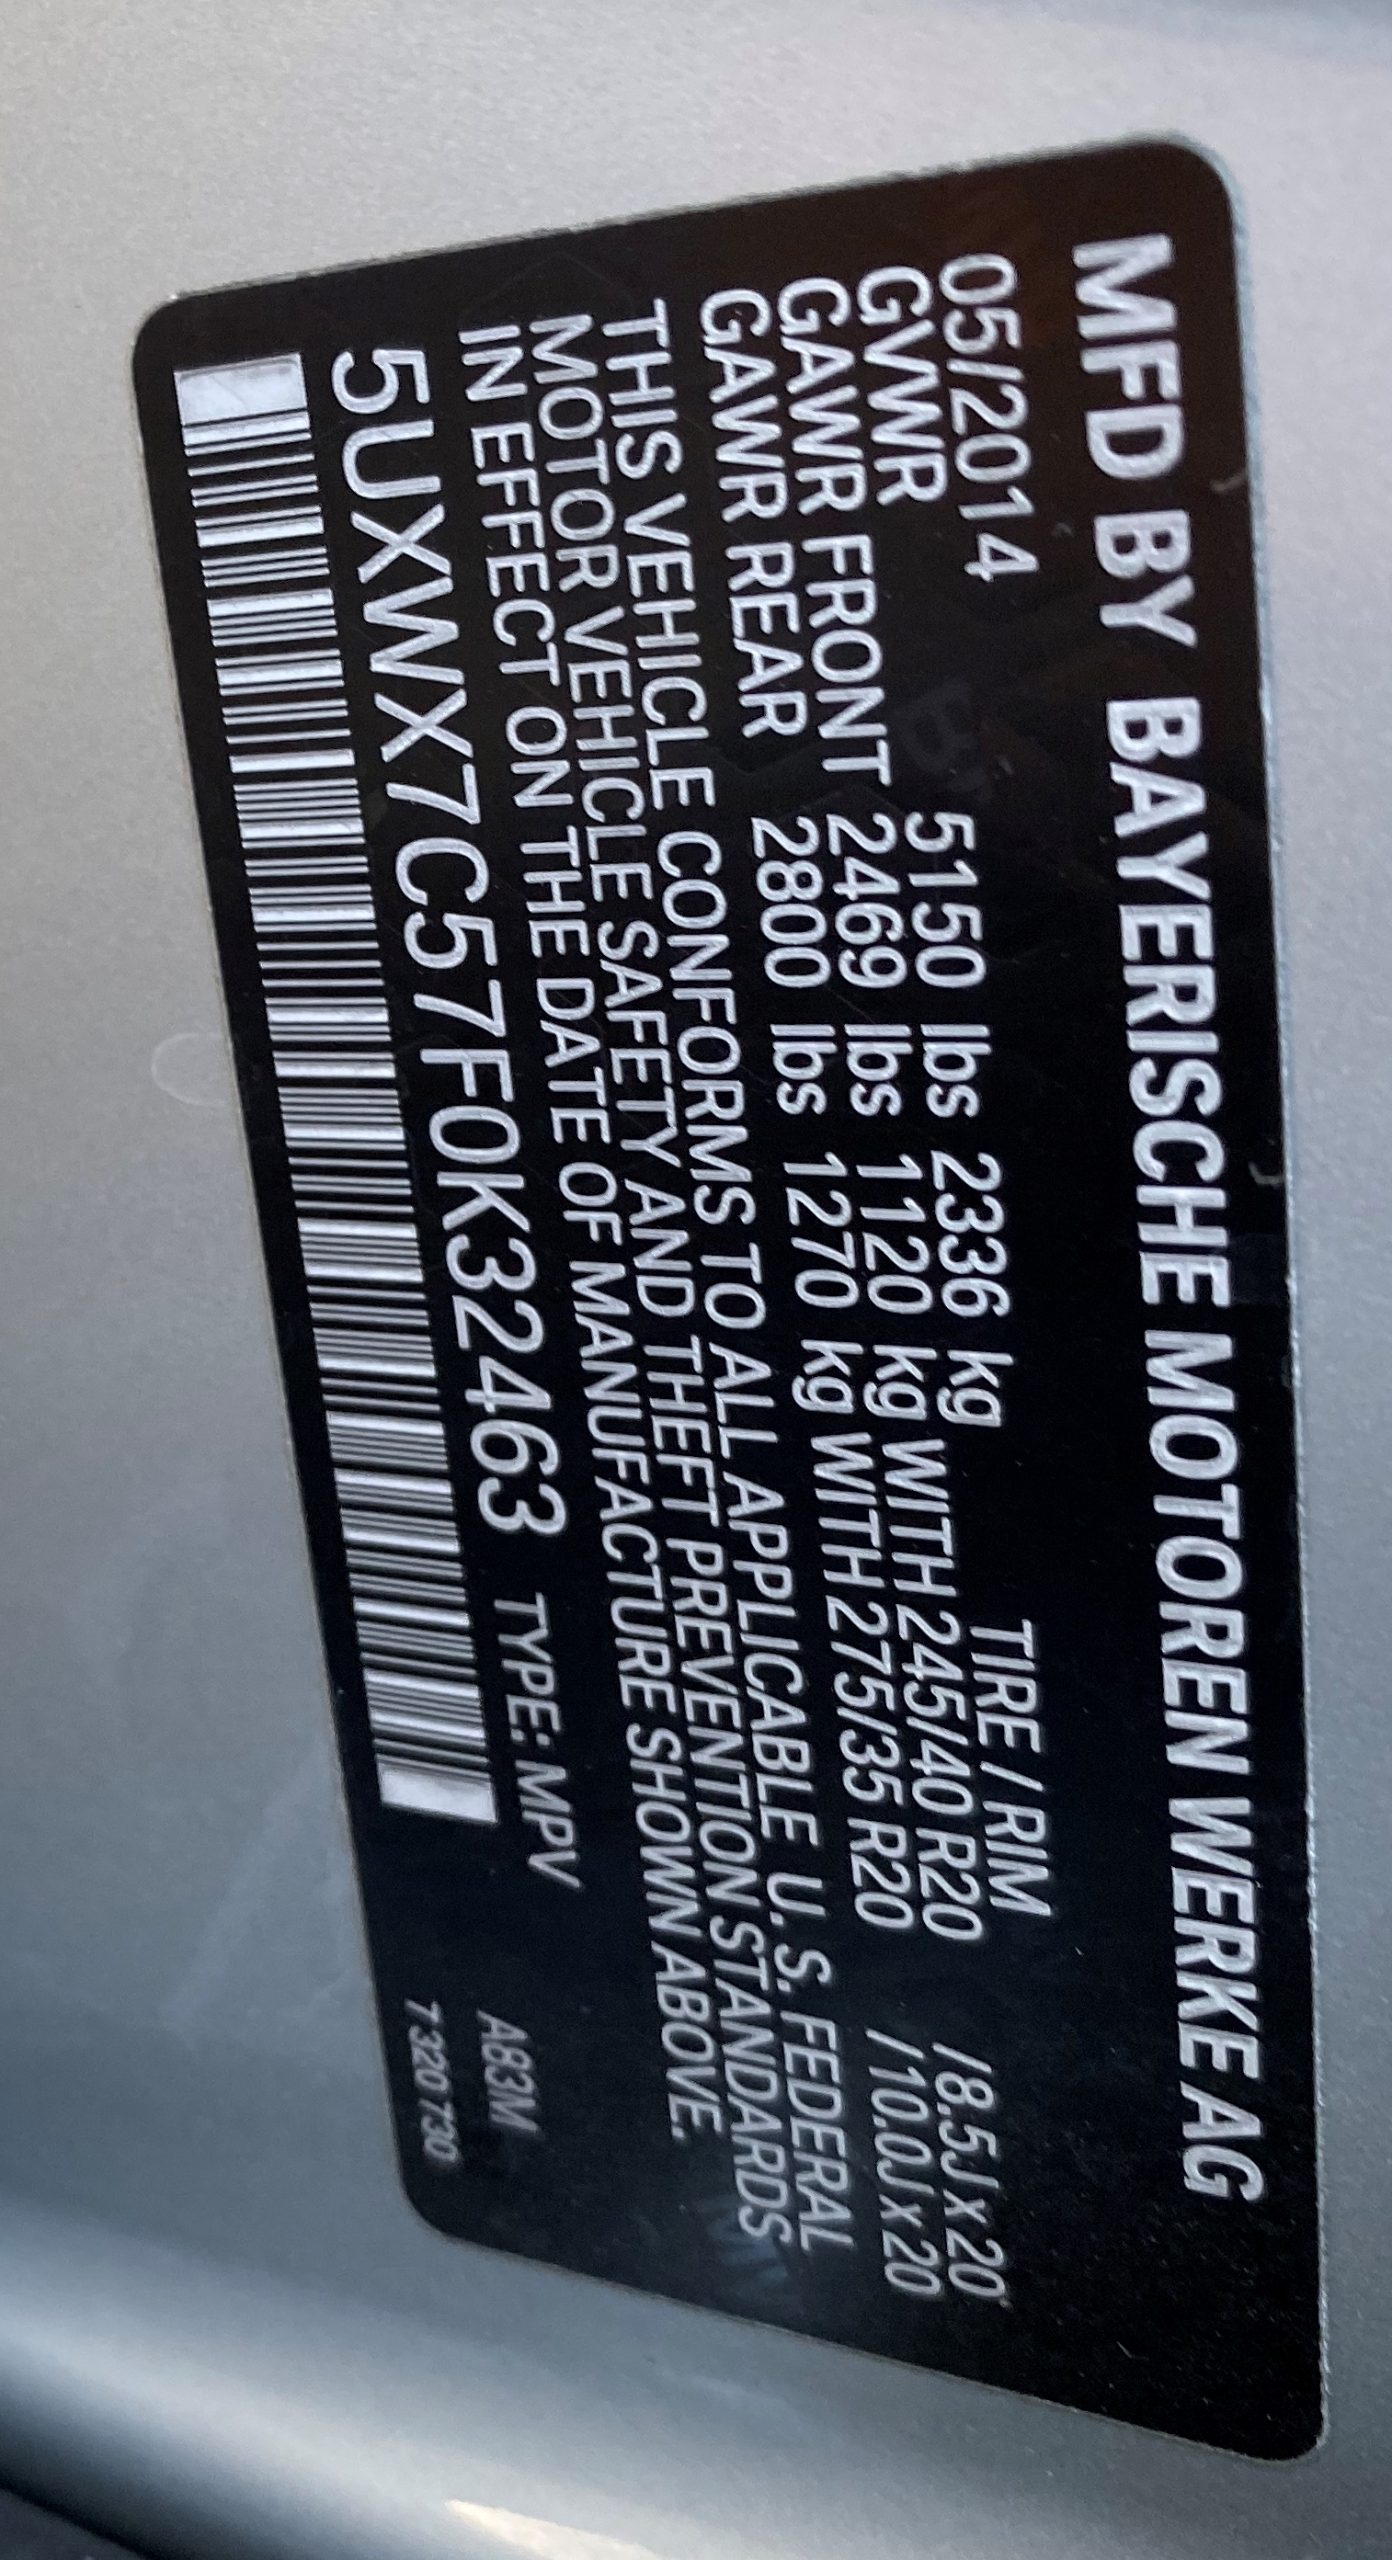 MFD BY BAYERISCHE MOTOREN WERKE AG
05/2014 TIRE / RIM
GVWR 5150 lbs 2336 kg
GAWR FRONT 2469 lbs 1120 kg WITH 245/40 R20 /8.5J x 20
GAWR REAR 2800 lbs 1270 kg WITH 275/35 R20 /10.0J x 20
THIS VEHICLE CONFORMS TO ALL APPLICABLE U. S. FEDERAL
MOTOR VEHICLE SAFETY AND THEFT PREVENTION STANDARDS
IN EFFECT ON THE DATE OF MANUFACTURE SHOWN ABOVE.
5UXWX7C57F0K32463 TYPE: MPV A83M
7 320 730